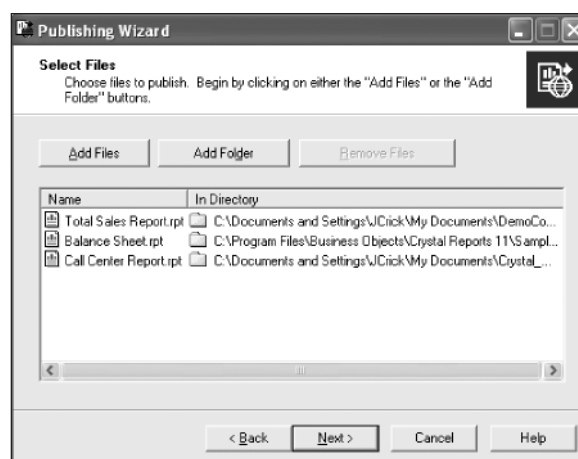 Publishing Wizard
Select Files
Choose files to publish. Begin by clicking on either the "Add Files" or the "Add
Folder" buttons.
Add Files Add Folder Remove Files
Name In Directory
Total Sales Report.rpt C:\Documents and Settings\JCrick\My Documents\DemoCo...
Balance Sheet.rpt C:\Program Files\Business Objects\Crystal Reports 11\Sampl...
Call Center Report.rpt C:\Documents and Settings\JCrick\My Documents\Crystal_...
< Back Next > Cancel Help